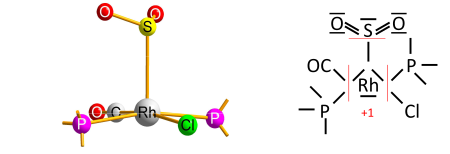 O O
S
O C Rh Cl P
P
O S O
OC P
Rh
P +1 Cl